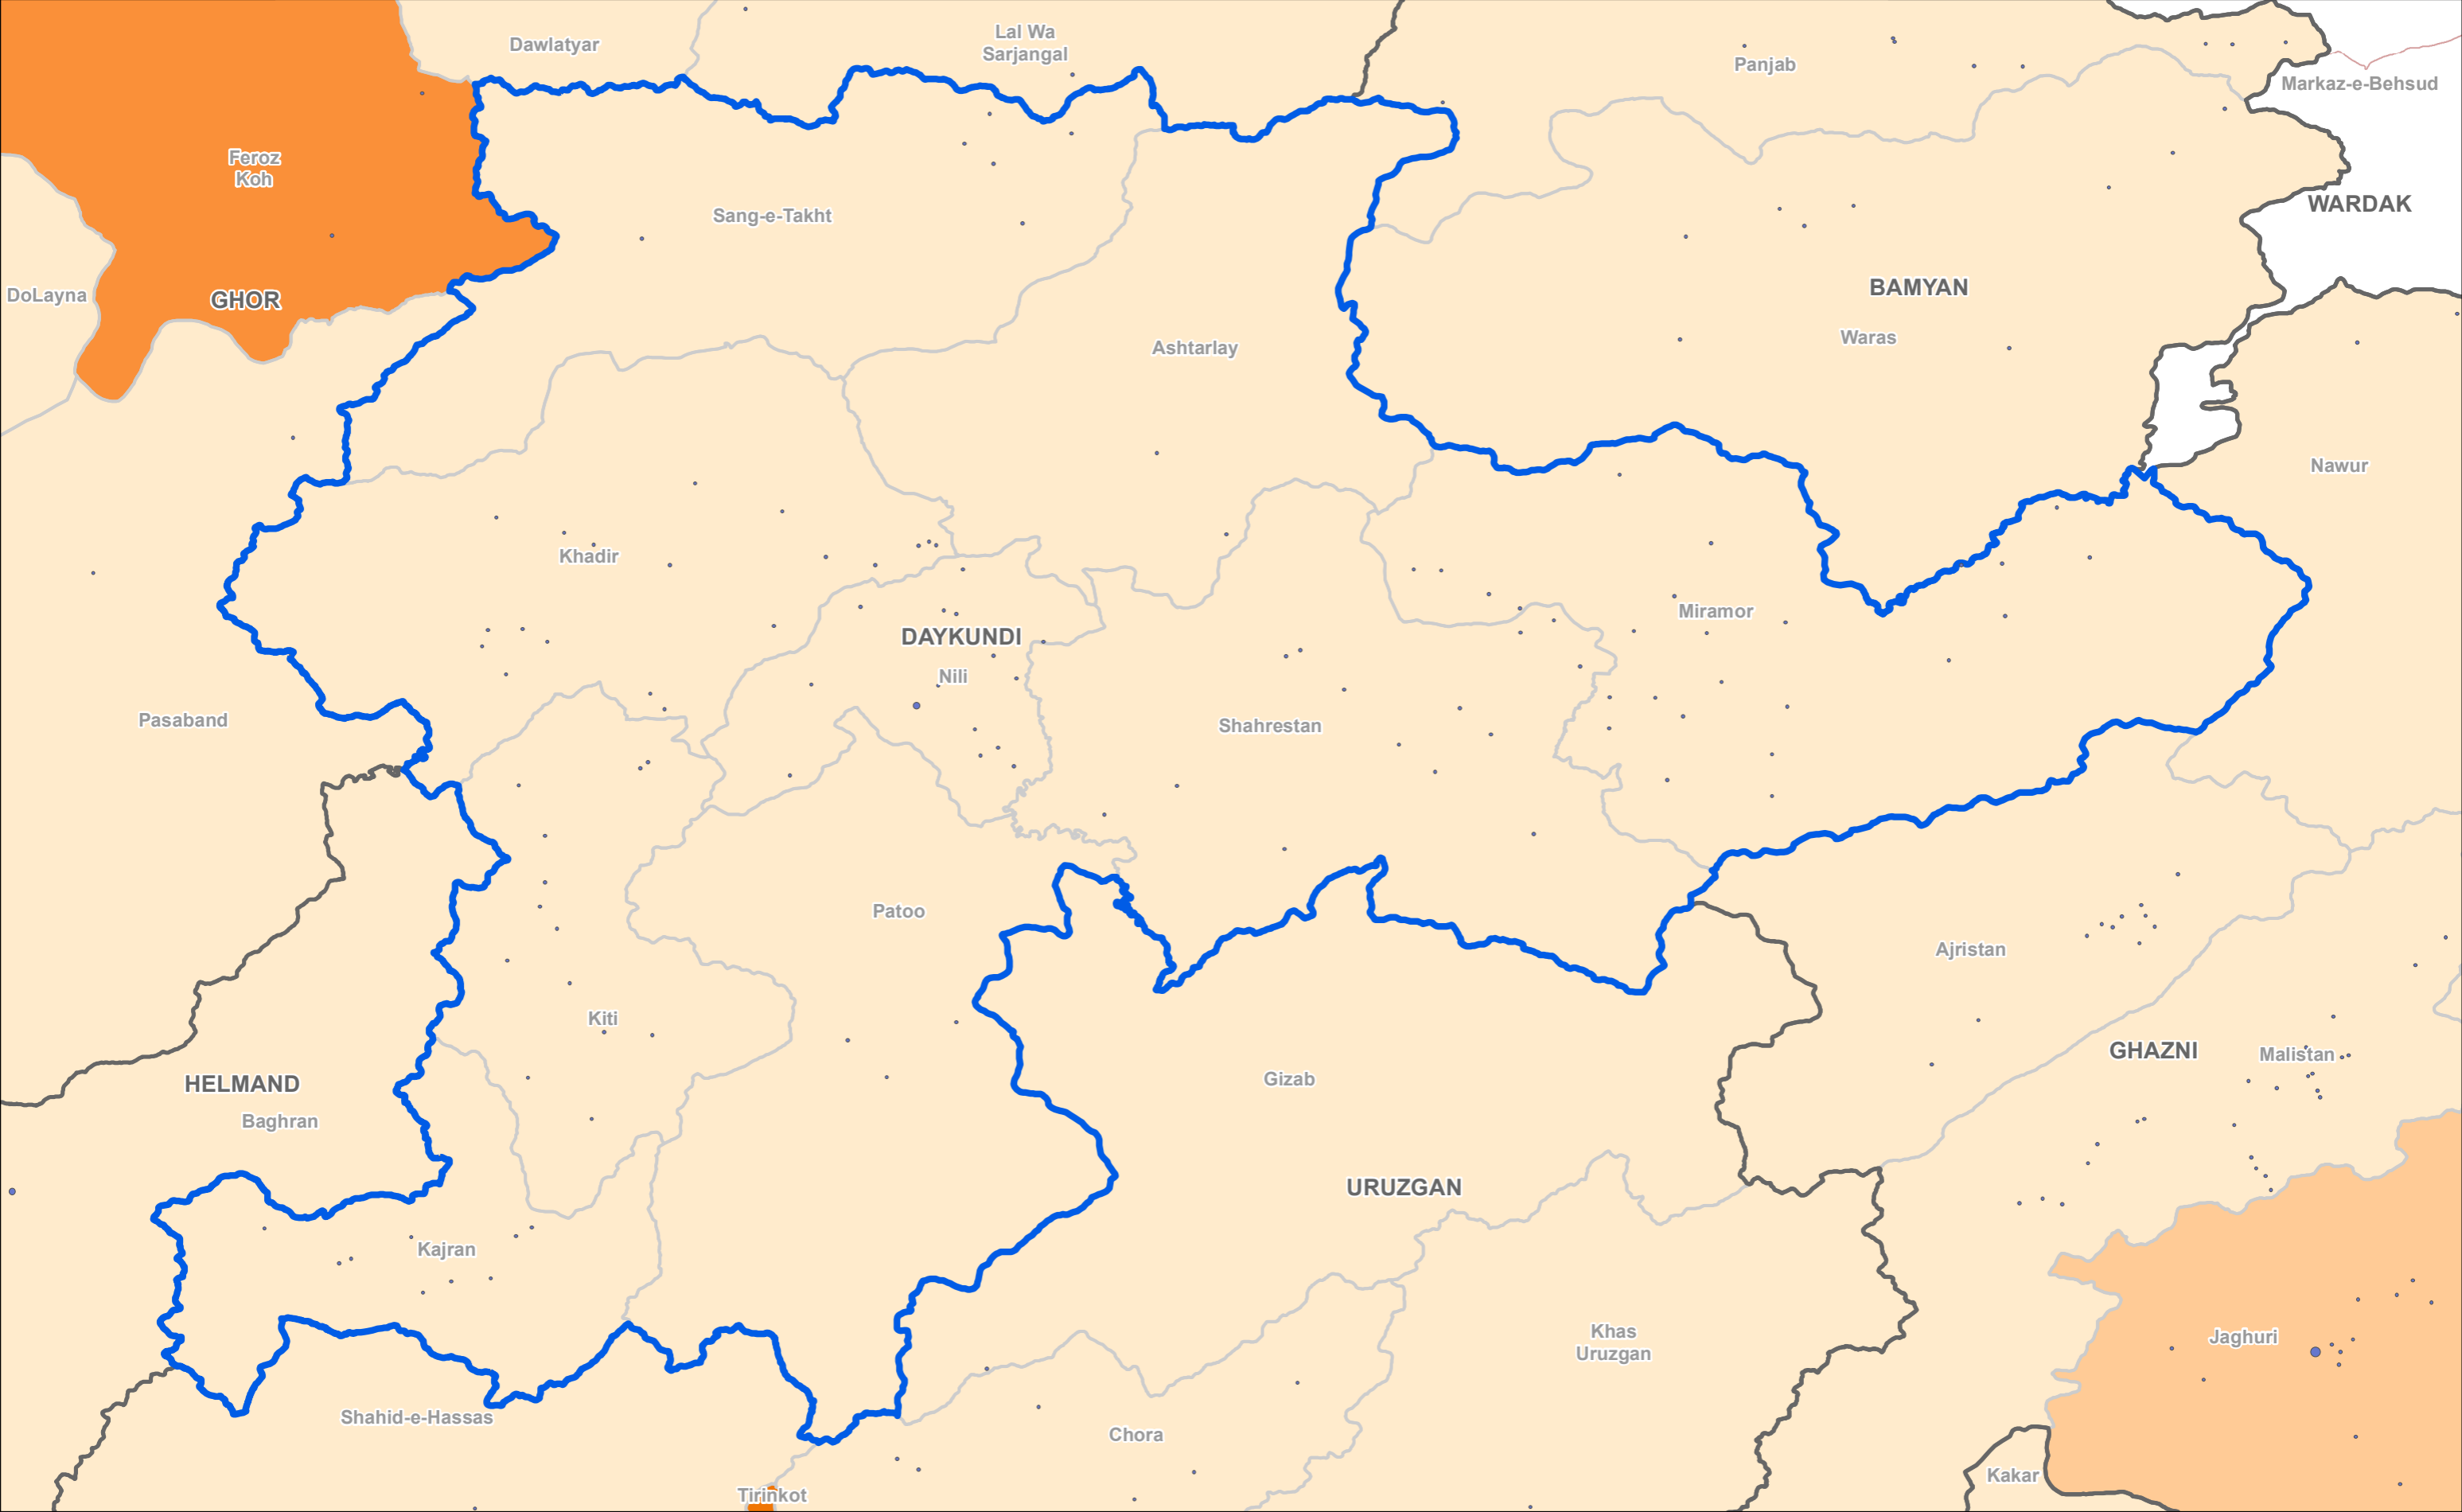 Dawlatyar
Lal Wa
Sarjangal
Panjab
Markaz-e-Behsud
Feroz
Koh
Sang-e-Takht
WARDAK
DoLayna
GHOR
BAMYAN
Waras
Ashtarlay
Nawur
Khadir
Miramor
DAYKUNDI
Nili
Pasaband
Shahrestan
Patoo
Ajristan
Kiti
GHAZNI
Malistan
HELMAND
Baghran
Gizab
URUZGAN
Kajran
Khas
Uruzgan
Jaghuri
Shahid-e-Hassas
Chora
Kakar
Tirinkot